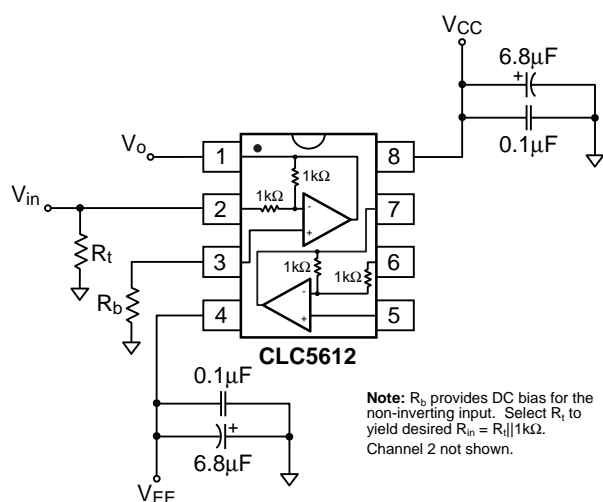 VCC
6.8µF
+
0.1µF
Vo
1
8
1kΩ
Vin
2
1kΩ
-
7
Rt
+
3
1kΩ
1kΩ
6
Rb
-
4
+
5
CLC5612
0.1µF
+
6.8µF
VEE
Note: Rb provides DC bias for the
non-inverting input. Select Rt to
yield desired Rin = Rt||1kΩ.
Channel 2 not shown.